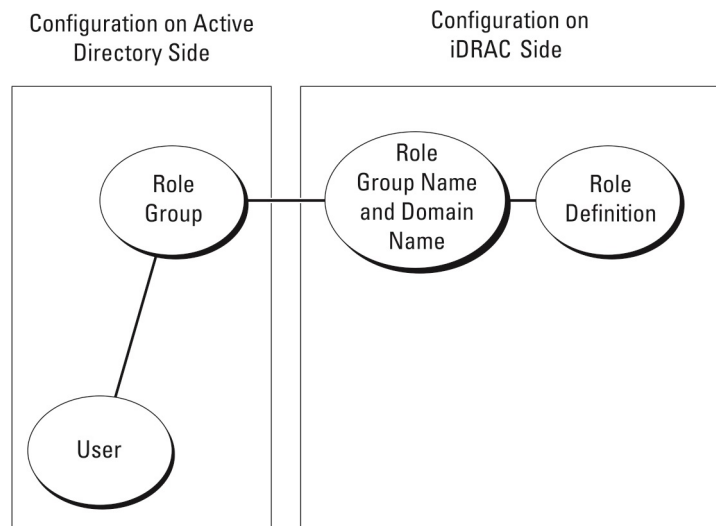 Configuration on Active
Directory Side
Configuration on
iDRAC Side
Role
Group
Role
Group Name
and Domain
Name
Role
Definition
User